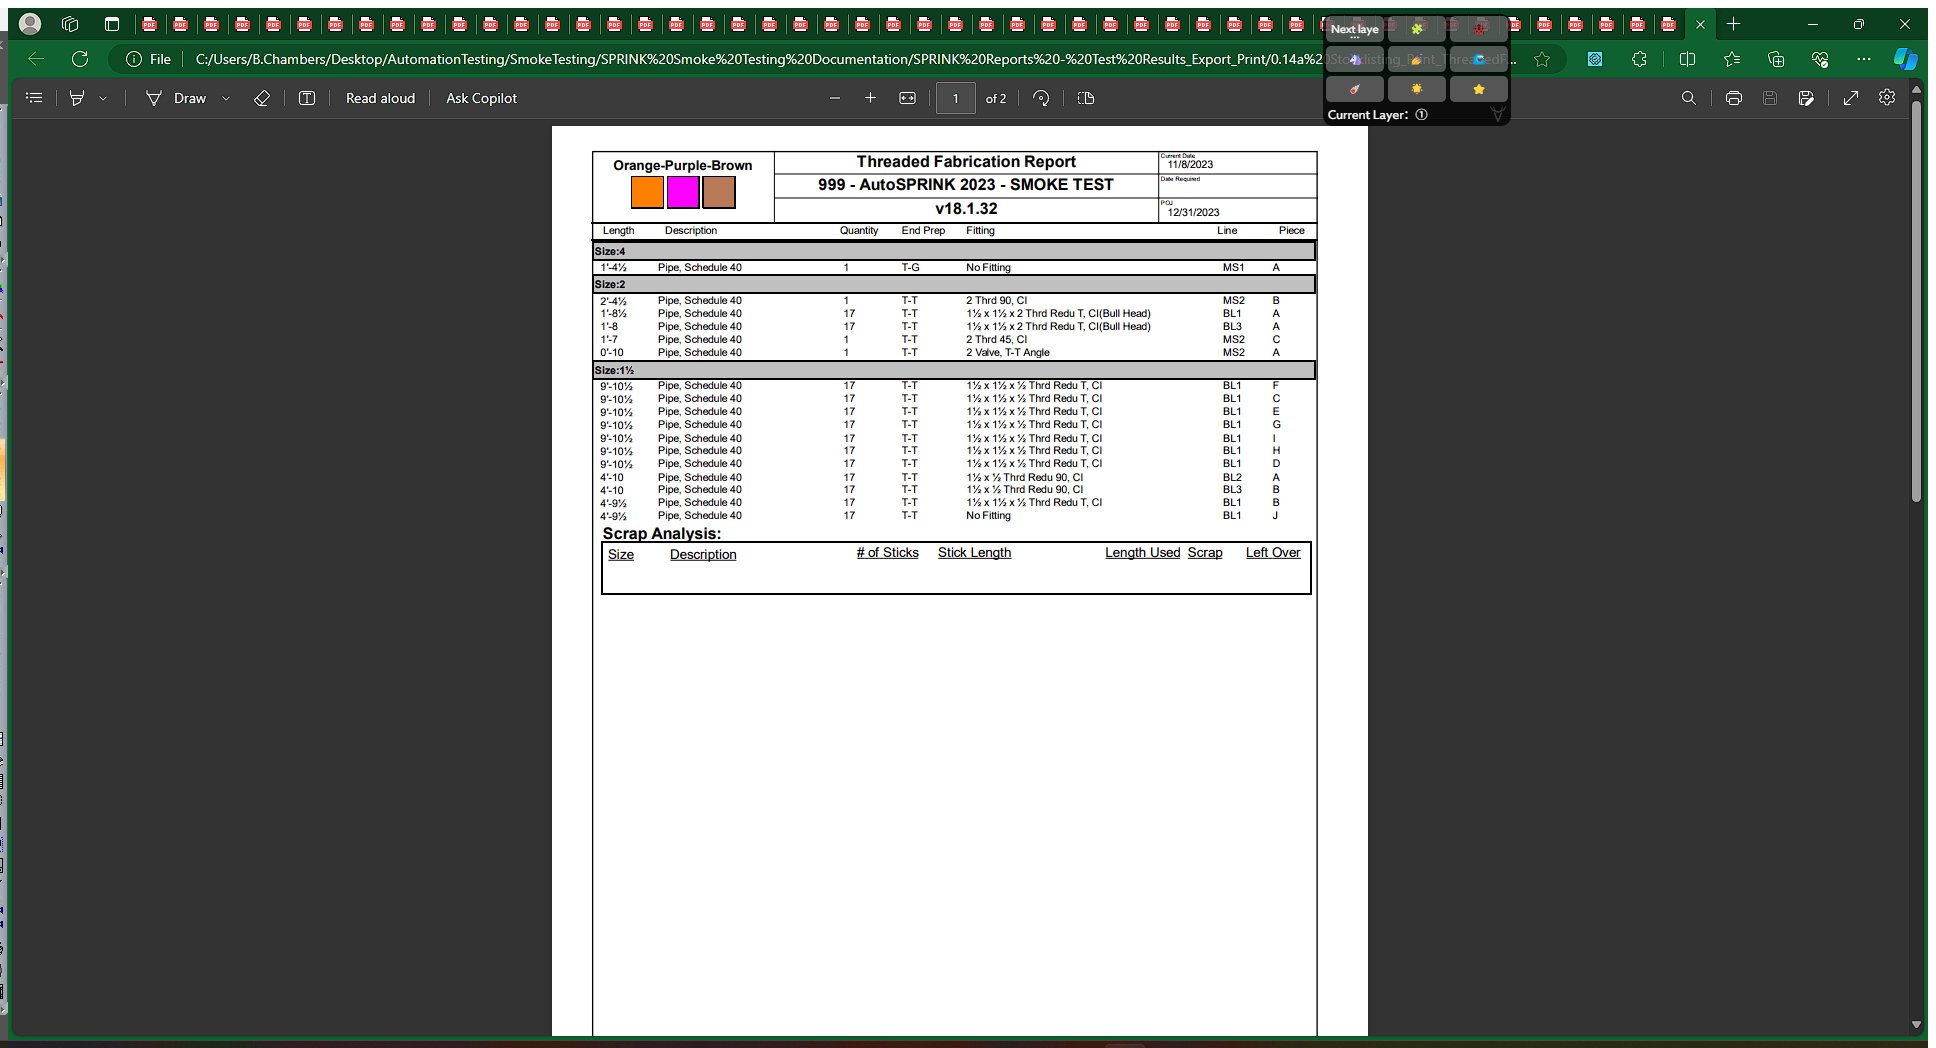 Next laye
File
C:/Users/B.Chambers/Desktop/AutomationTesting/SmokeTesting/SPRINK%20Smoke%20Testing%20Documentation/SPRINK%20Reports%20-%20Test%20Results_Export_Print/0.14a%20
Draw
Read aloud
Ask Copilot
1
of 2
Current Layer: ①
Orange-Purple-Brown
Threaded Fabrication Report
Current Date
11/8/2023
999 - AutoSPRINK 2023 - SMOKE TEST
Date Required
v18.1.32
POJ
12/31/2023
Length Description Quantity End Prep Fitting Line Piece
Size:4
1'-4½ Pipe, Schedule 40 1 T-G No Fitting MS1 A
Size:2
2'-4½ Pipe, Schedule 40 1 T-T 2 Thrd 90, CI MS2 B
1'-8½ Pipe, Schedule 40 17 T-T 1½ x 1½ x 2 Thrd Redu T, CI(Bull Head) BL1 A
1'-8 Pipe, Schedule 40 17 T-T 1½ x 1½ x 2 Thrd Redu T, CI(Bull Head) BL3 A
1'-7 Pipe, Schedule 40 1 T-T 2 Thrd 45, CI MS2 C
0'-10 Pipe, Schedule 40 1 T-T 2 Valve, T-T Angle MS2 A
Size:1½
9'-10½ Pipe, Schedule 40 17 T-T 1½ x 1½ x ½ Thrd Redu T, CI BL1 F
9'-10½ Pipe, Schedule 40 17 T-T 1½ x 1½ x ½ Thrd Redu T, CI BL1 C
9'-10½ Pipe, Schedule 40 17 T-T 1½ x 1½ x ½ Thrd Redu T, CI BL1 E
9'-10½ Pipe, Schedule 40 17 T-T 1½ x 1½ x ½ Thrd Redu T, CI BL1 G
9'-10½ Pipe, Schedule 40 17 T-T 1½ x 1½ x ½ Thrd Redu T, CI BL1 I
9'-10½ Pipe, Schedule 40 17 T-T 1½ x 1½ x ½ Thrd Redu T, CI BL1 H
9'-10½ Pipe, Schedule 40 17 T-T 1½ x 1½ x ½ Thrd Redu T, CI BL1 D
4'-10 Pipe, Schedule 40 17 T-T 1½ x ½ Thrd Redu 90, CI BL2 A
4'-10 Pipe, Schedule 40 17 T-T 1½ x ½ Thrd Redu 90, CI BL3 B
4'-9½ Pipe, Schedule 40 17 T-T 1½ x 1½ x ½ Thrd Redu T, CI BL1 B
4'-9½ Pipe, Schedule 40 17 T-T No Fitting BL1 J
Scrap Analysis:
Size Description # of Sticks Stick Length Length Used Scrap Left Over